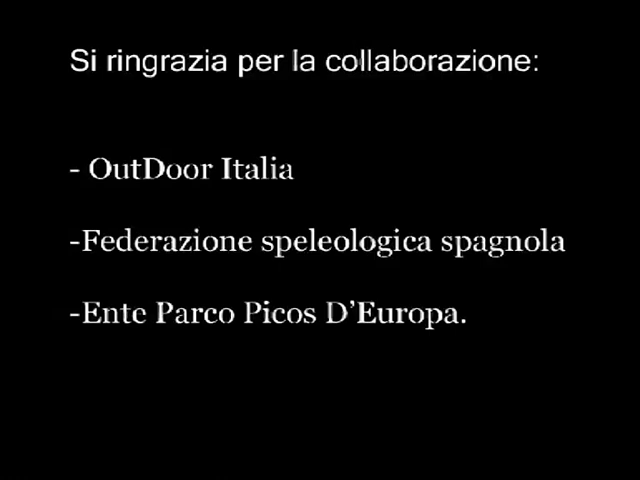 Si ringrazia per la collaborazione:
- OutDoor Italia
-Federazione speleologica spagnola
-Ente Parco Picos D'Europa.